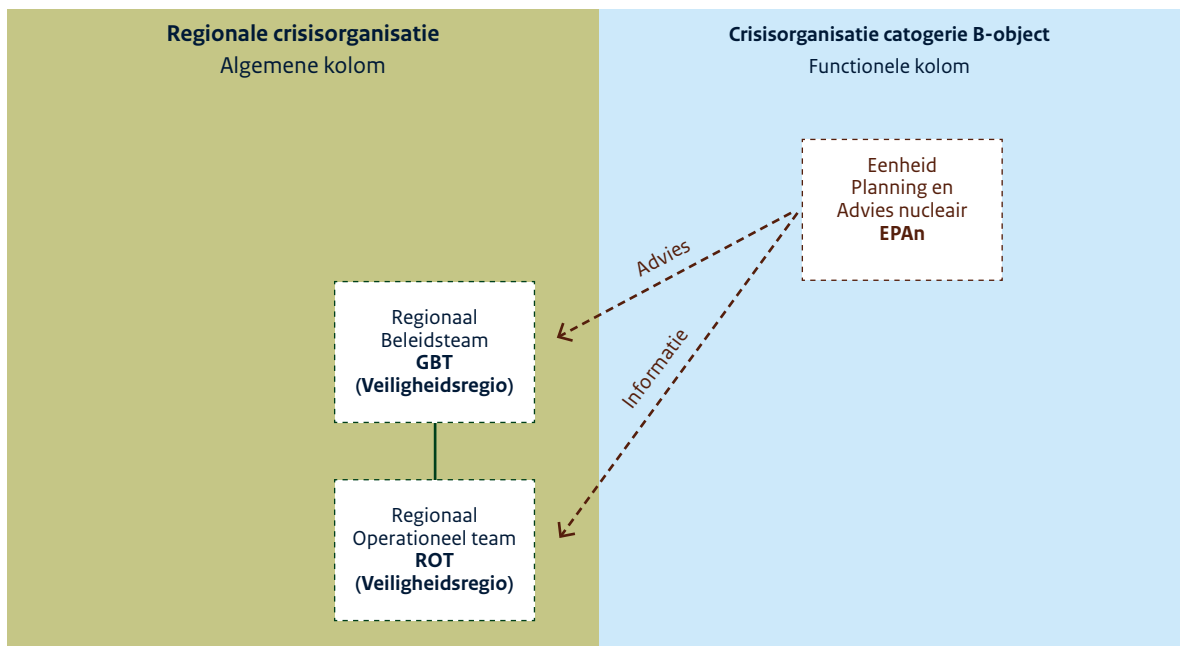 Regionale crisisorganisatie
Algemene kolom
Crisisorganisatie catogerie B-object
Functionele kolom
Eenheid
Planning en
Advies nucleair
EPAn
Advies
Informatie
Regionaal
Beleidsteam
GBT
(Veiligheidsregio)
Regionaal
Operationeel team
ROT
(Veiligheidsregio)